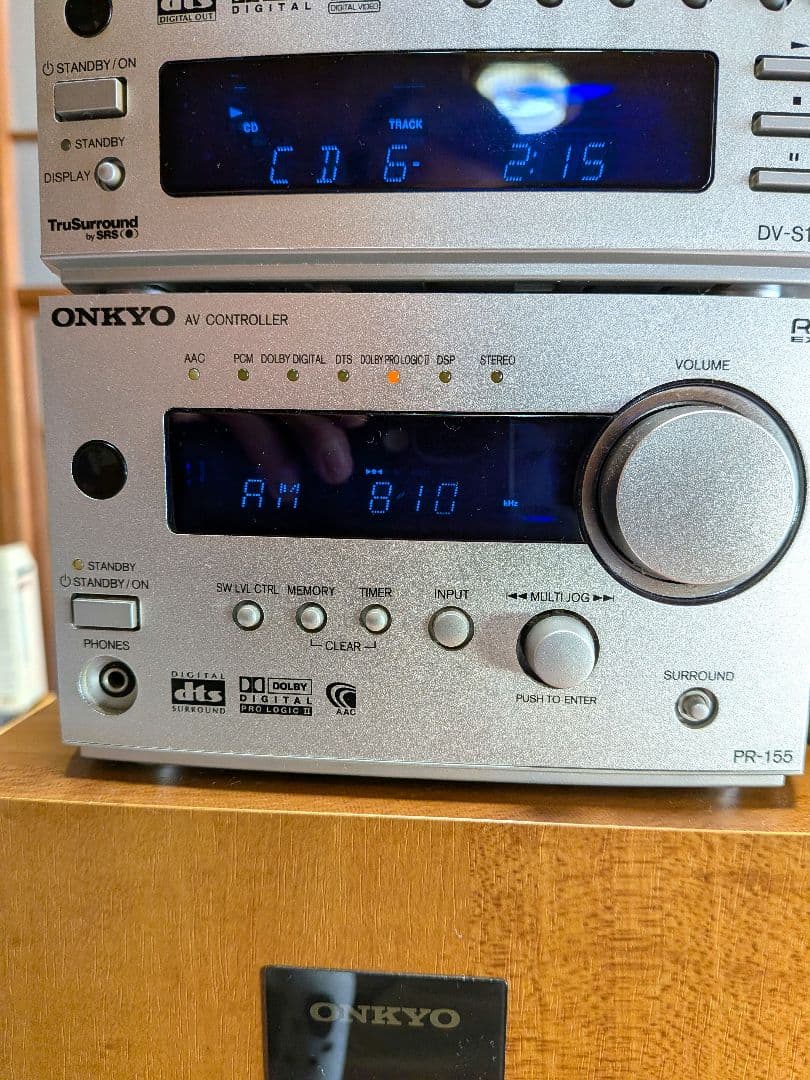 dts
DIGITAL OUT
DIGITAL
DIGITAL VIDEO
STANDBY/ON
STANDBY
DISPLAY
CD
TRACK
CD 6- 2:15
TruSurround
by SRS
DV-S1
ONKYO AV CONTROLLER
AAC PCM DOLBY DIGITAL DTS DOLBY PRO LOGIC II DSP STEREO
VOLUME
AM 810 kHz
STANDBY
STANDBY/ON
SW LVL CTRL MEMORY TIMER INPUT MULTI JOG
CLEAR
PHONES
PUSH TO ENTER
SURROUND
DIGITAL
dts
SURROUND
DOLBY
DIGITAL
PRO LOGIC II
AAC
PR-155
ONKYO